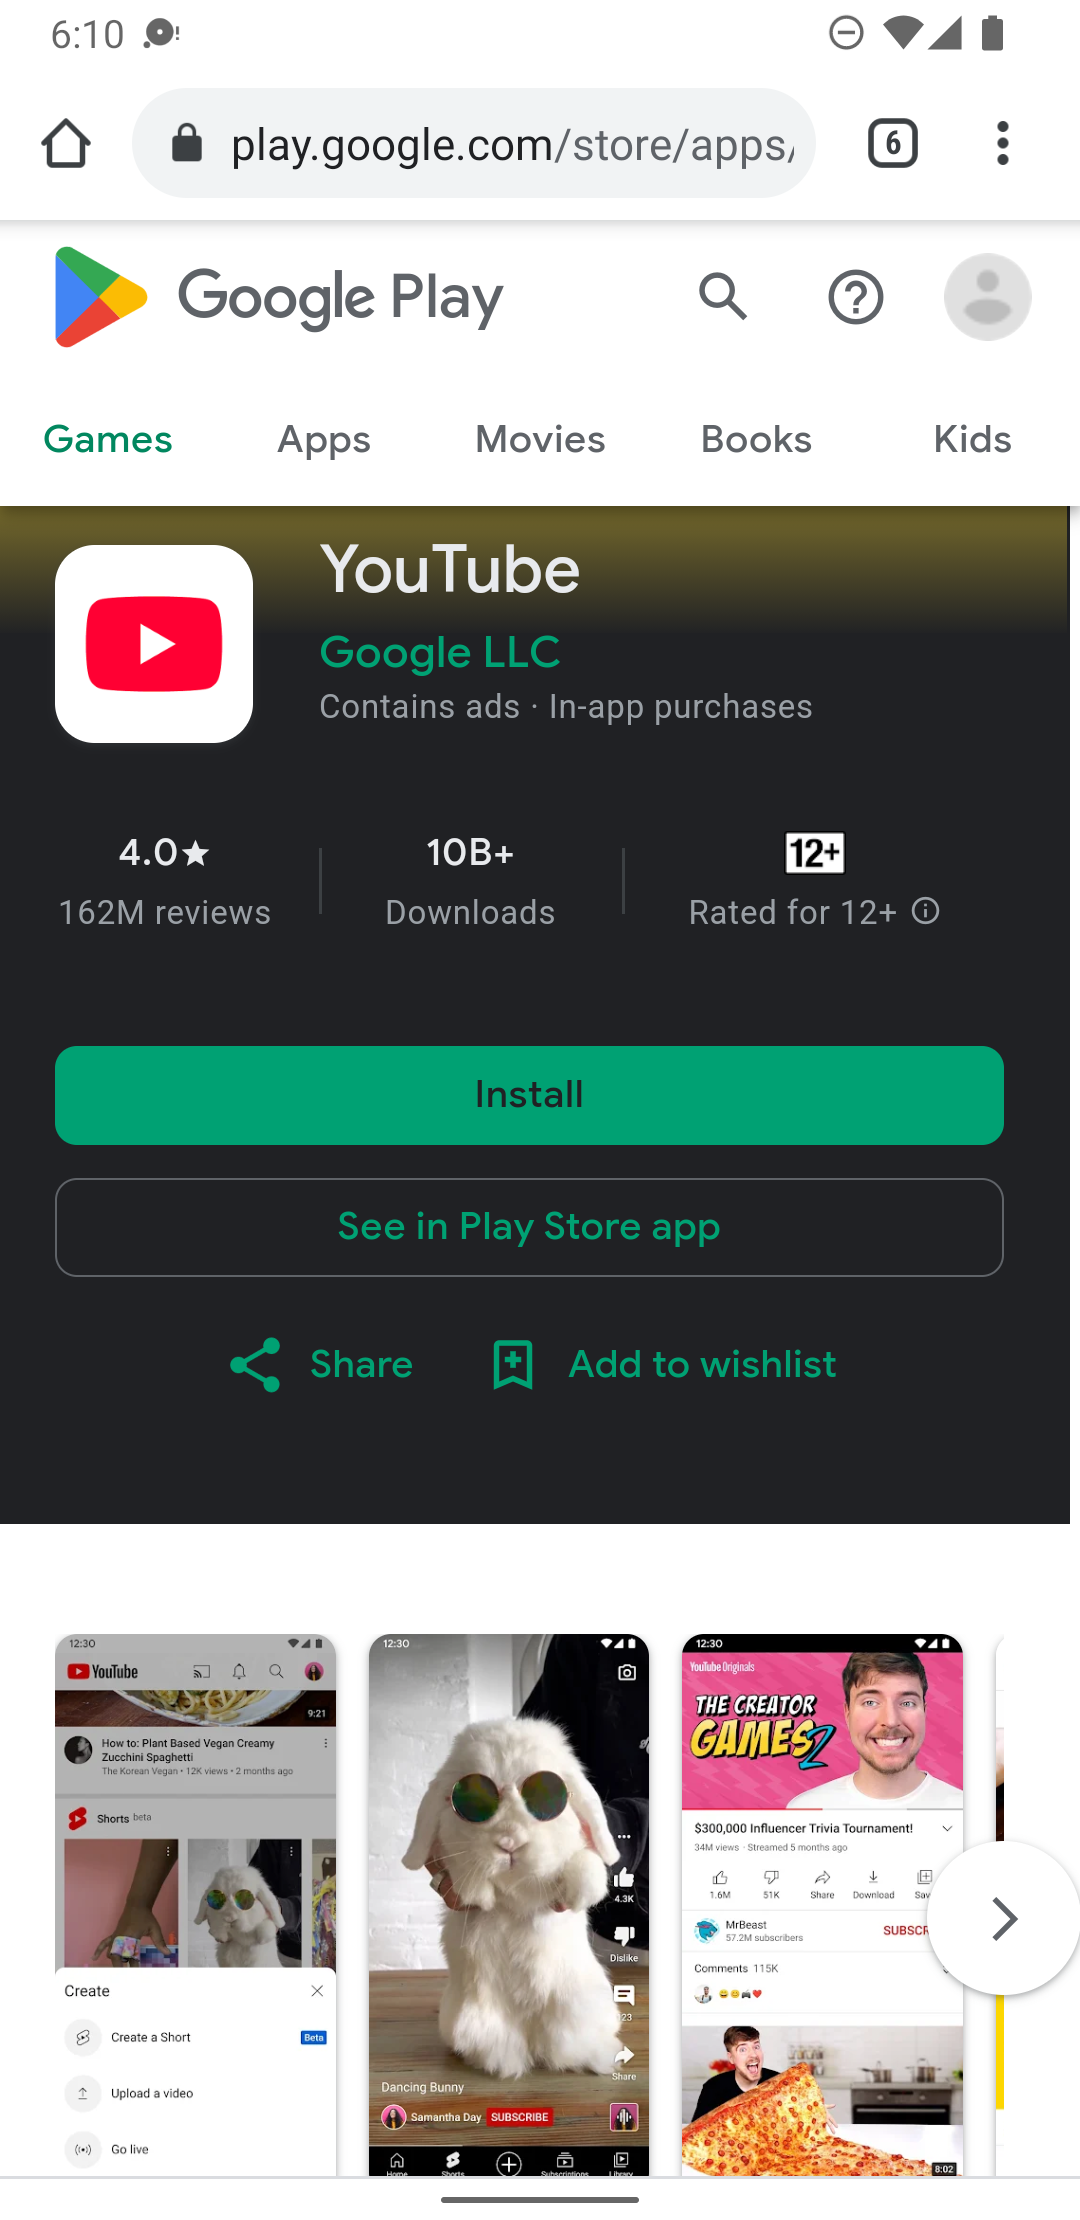 6:10
play.google.com/store/apps/
6
Google Play
Games Apps Movies Books Kids
YouTube
Google LLC
Contains ads · In-app purchases
4.0★ 10B+ 12+
162M reviews Downloads Rated for 12+
Install
See in Play Store app
Share Add to wishlist
12:30
YouTube
9:21
How to: Plant Based Vegan Creamy
Zucchini Spaghetti
The Korean Vegan • 12K views • 2 months ago
Shorts beta
Create
Create a Short Beta
Upload a video
Go live
12:30
4.3K
Dislike
Share
Dancing Bunny
Samantha Day SUBSCRIBE
Home Shorts Subscriptions Library
12:30
YouTube Originals
THE CREATOR
GAMES 2
$300,000 Influencer Trivia Tournament!
34M views · Streamed 5 months ago
1.6M 51K Share Download
MrBeast
57.2M subscribers
Comments 115K
8:02